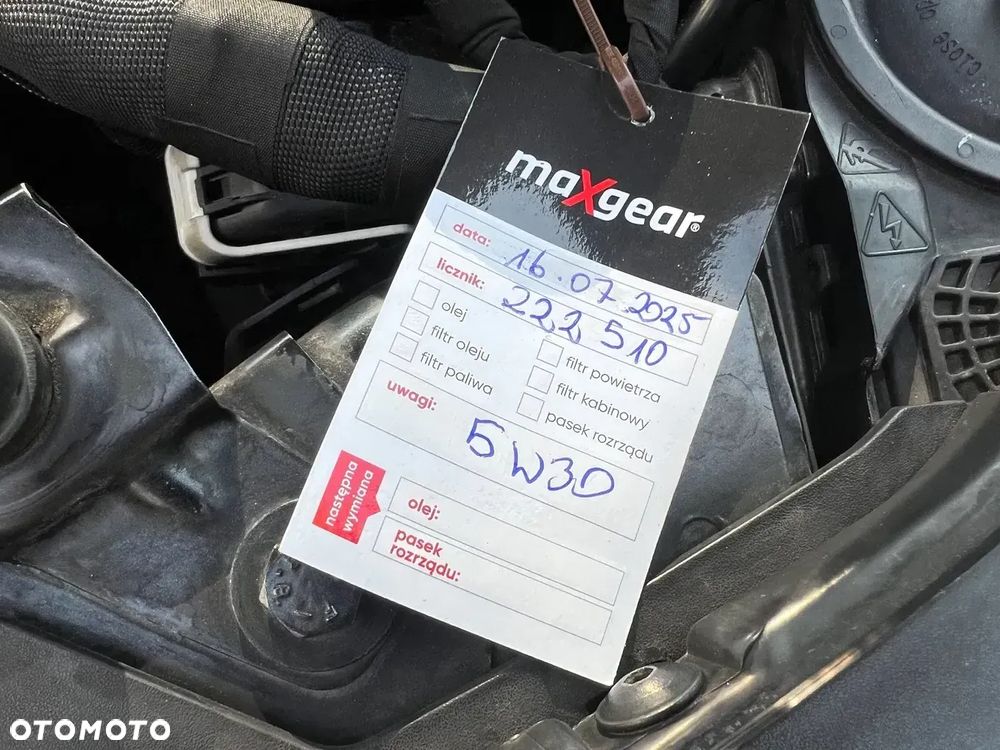 CLOSE
maXgear®
data: 16.07.2025
licznik: 222 510
olej
filtr oleju
filtr paliwa
filtr powietrza
filtr kabinowy
pasek rozrządu
uwagi: 5W30
następna
wymiana
olej:
pasek
rozrządu:
OTOMOTO